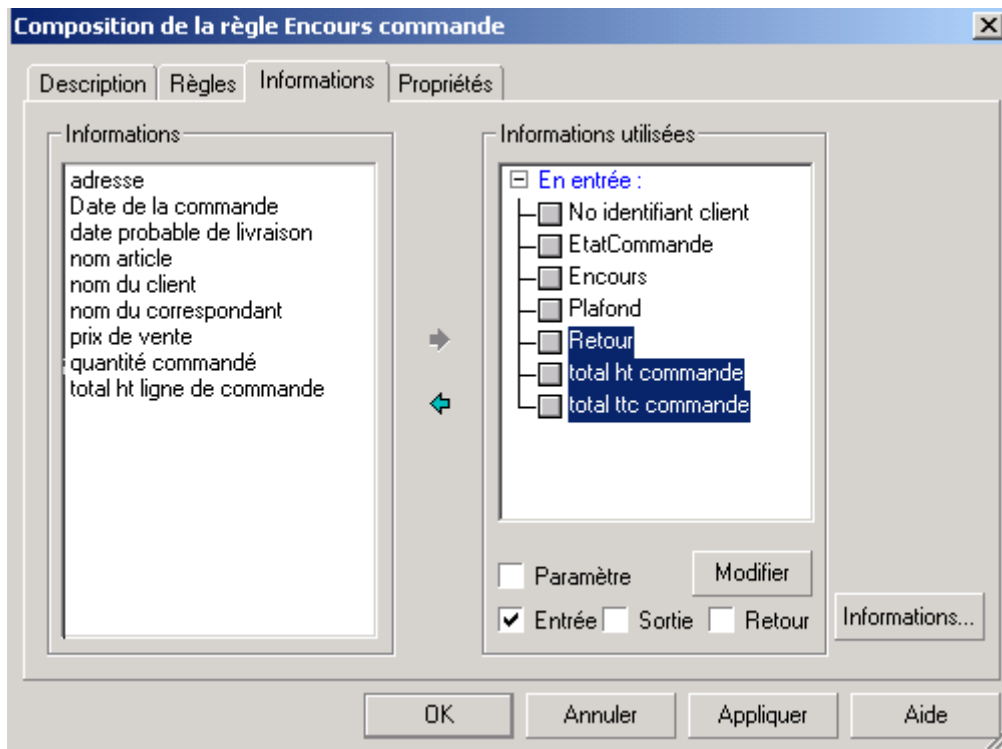 Composition de la règle Encours commande
Description Règles Informations Propriétés
Informations
adresse
Date de la commande
date probable de livraison
nom article
nom du client
nom du correspondant
prix de vente
quantité commandé
total ht ligne de commande
Informations utilisées
En entrée :
No identifiant client
EtatCommande
Encours
Plafond
Retour
total ht commande
total ttc commande
Paramètre Modifier
Entrée Sortie Retour
Informations...
OK Annuler Appliquer Aide